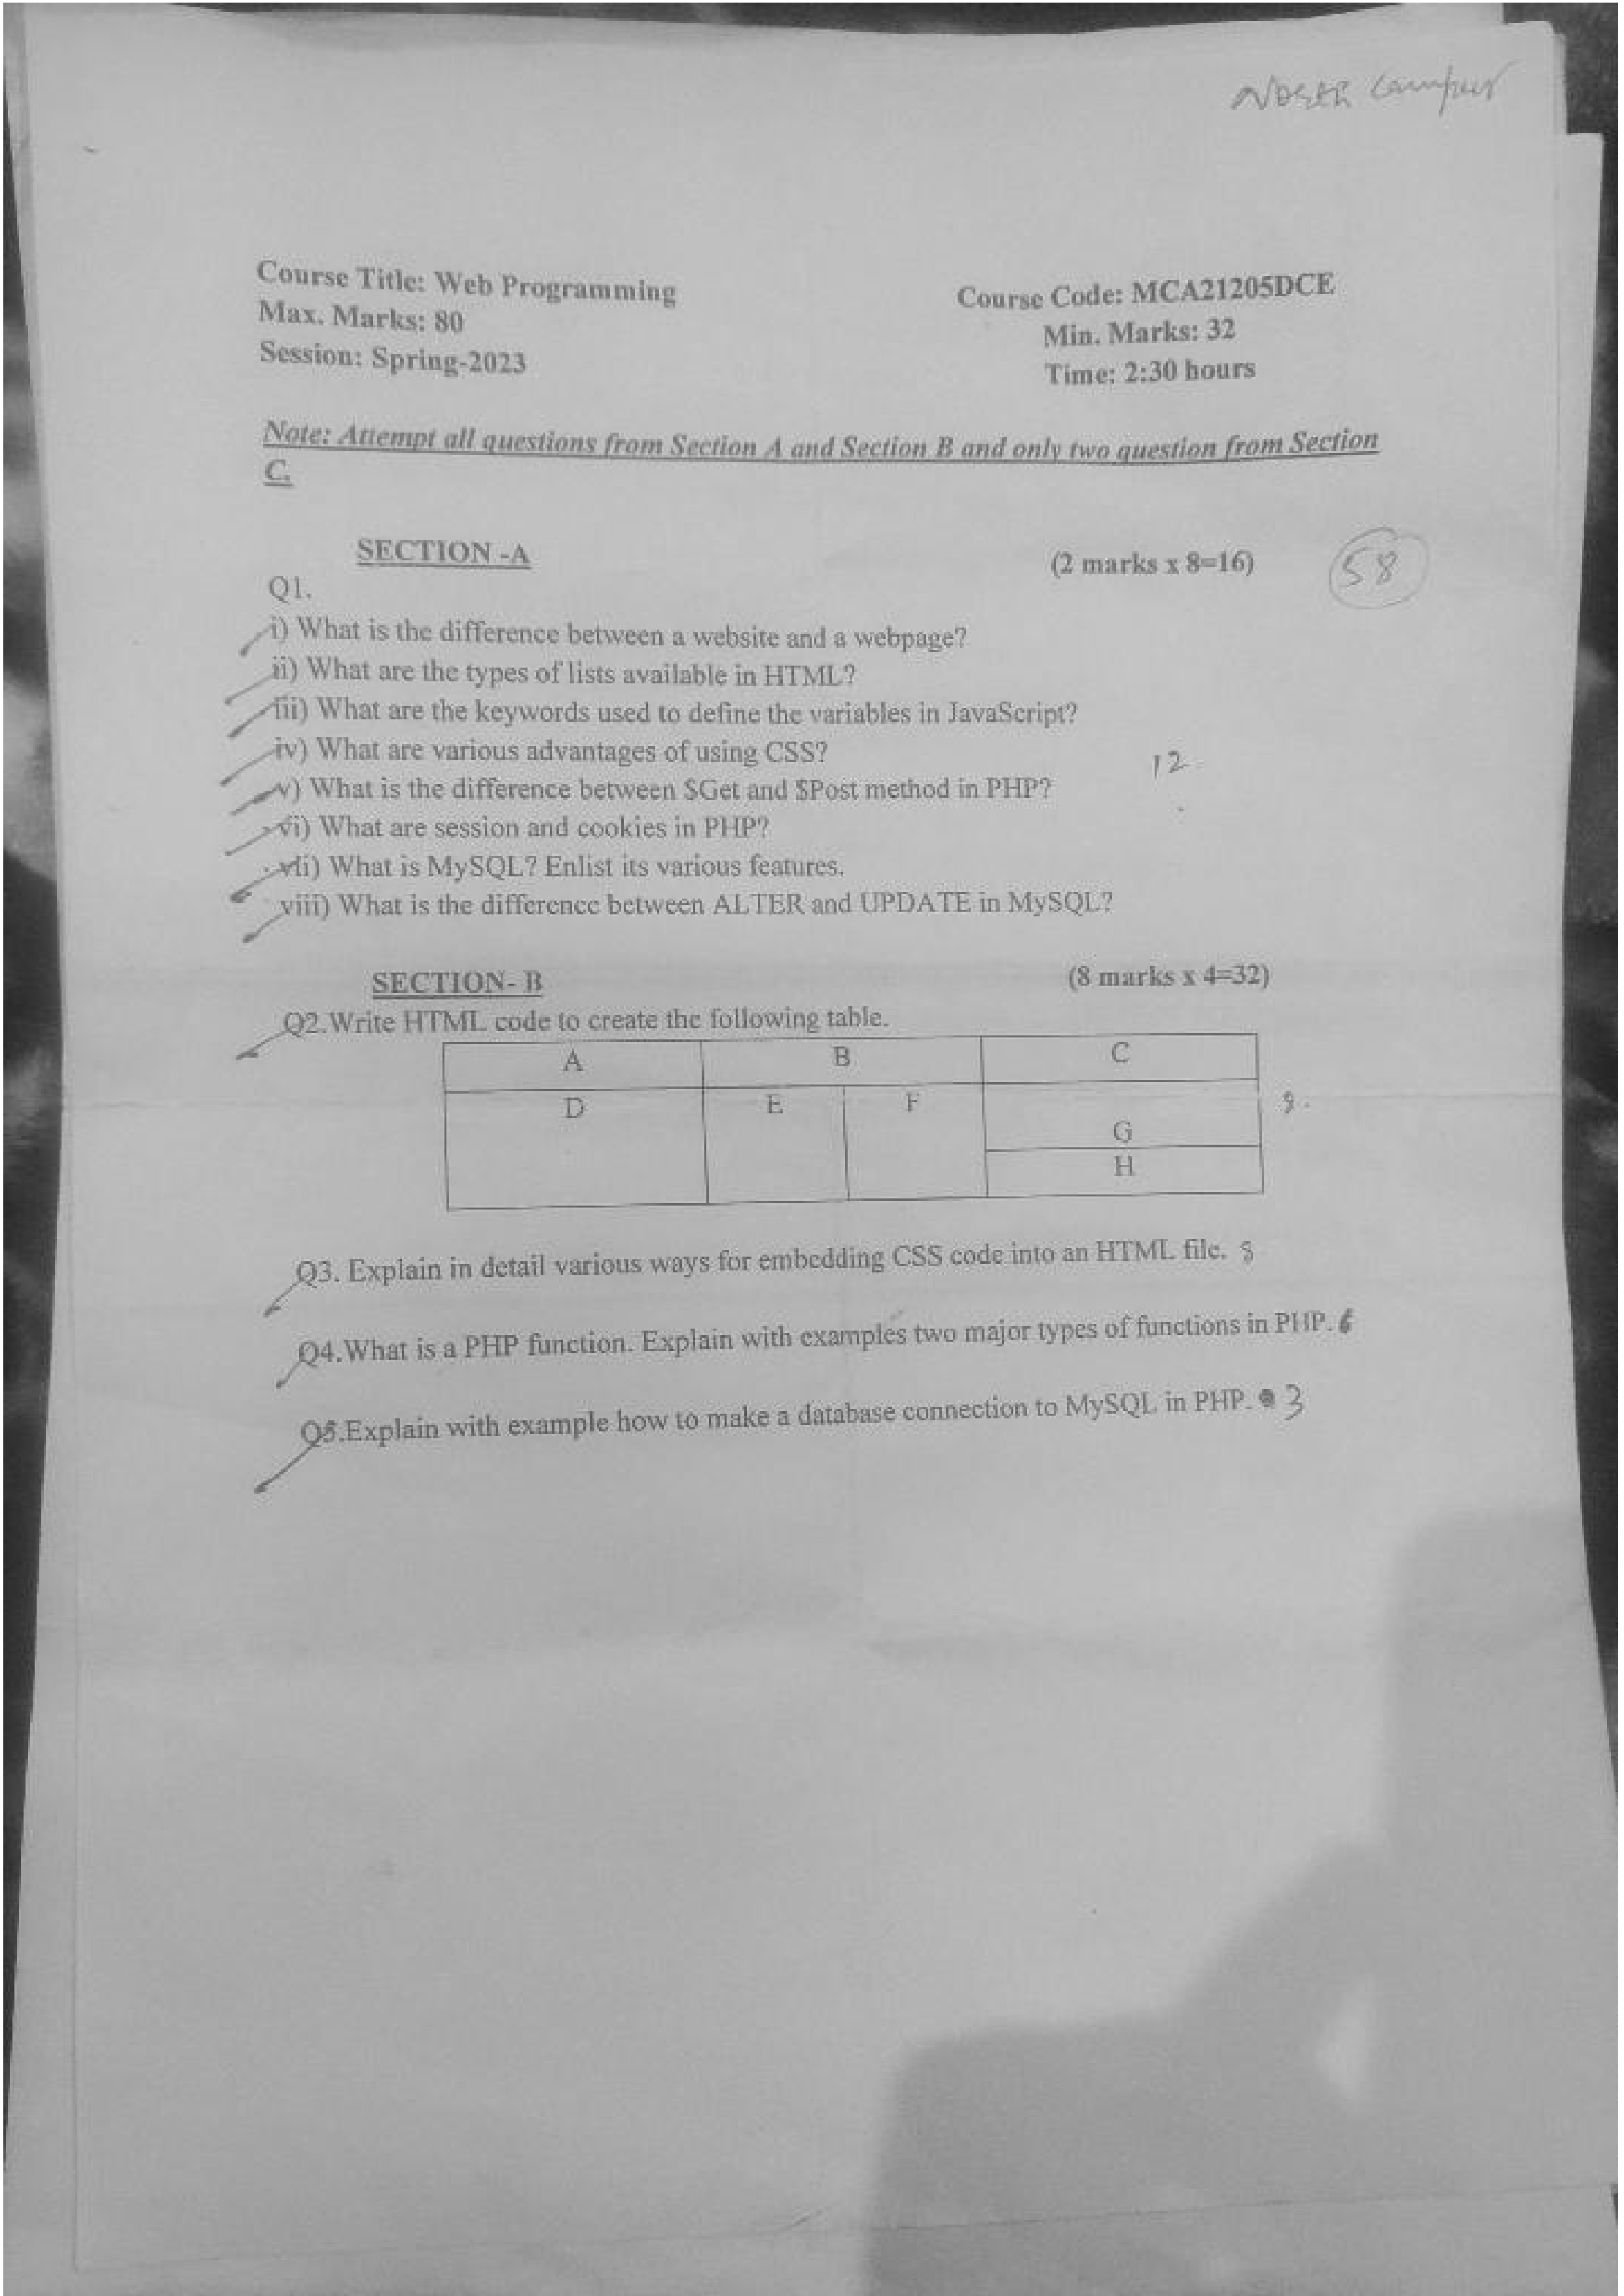 North Campus
Course Title: Web Programming
Course Code: MCA21205DCE
Max. Marks: 80
Min. Marks: 32
Session: Spring-2023
Time: 2:30 hours
Note: Attempt all questions from Section A and Section B and only two question from Section
C.
SECTION -A
(2 marks x 8=16)
58
Q1.
i) What is the difference between a website and a webpage?
ii) What are the types of lists available in HTML?
iii) What are the keywords used to define the variables in JavaScript?
iv) What are various advantages of using CSS?
12
v) What is the difference between $Get and $Post method in PHP?
vi) What are session and cookies in PHP?
vii) What is MySQL? Enlist its various features.
viii) What is the difference between ALTER and UPDATE in MySQL?
SECTION- B
(8 marks x 4=32)
Q2.Write HTML code to create the following table.
A B C
D E F
8.
G
H
Q3. Explain in detail various ways for embedding CSS code into an HTML file. 8
Q4.What is a PHP function. Explain with examples two major types of functions in PHP. 6
Q5.Explain with example how to make a database connection to MySQL in PHP. 3